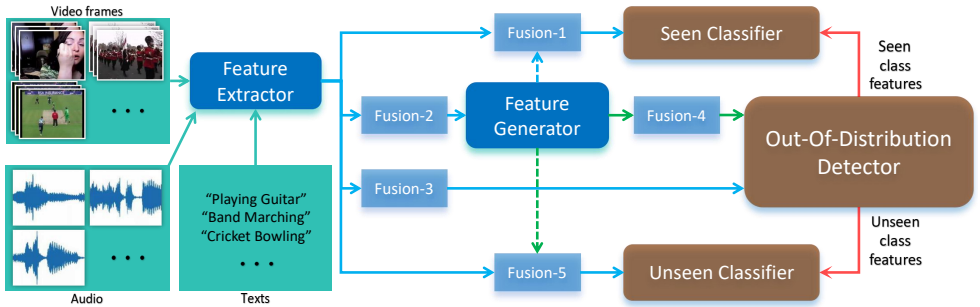 Video frames
Feature
Extractor
Audio
“Playing Guitar”
“Band Marching”
“Cricket Bowling”
Texts
Fusion-1
Fusion-2
Fusion-3
Feature
Generator
Fusion-4
Fusion-5
Seen Classifier
Seen
class
features
Out-Of-Distribution
Detector
Unseen
class
features
Unseen Classifier